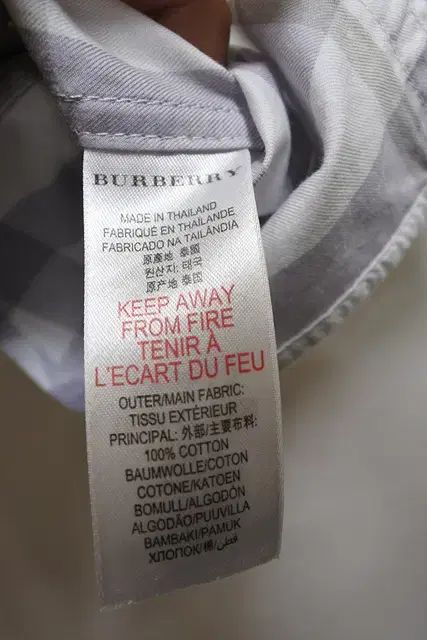 BURBERRY
MADE IN THAILAND
FABRIQUÉ EN THAÏLANDE
FABRICADO NA TAILÂNDIA
原產地 泰國
원산지: 태국
原产地 泰國
KEEP AWAY
FROM FIRE
TENIR À
L'ECART DU FEU
OUTER/MAIN FABRIC:
TISSU EXTÉRIEUR
PRINCIPAL: 外部/主要布料:
100% COTTON
BAUMWOLLE/COTON
COTONE/KATOEN
BOMULL/ALGODÓN
ALGODÃO/PUUVILLA
BAMBAKI/PAMUK
ХЛОПОК/棉/قطن